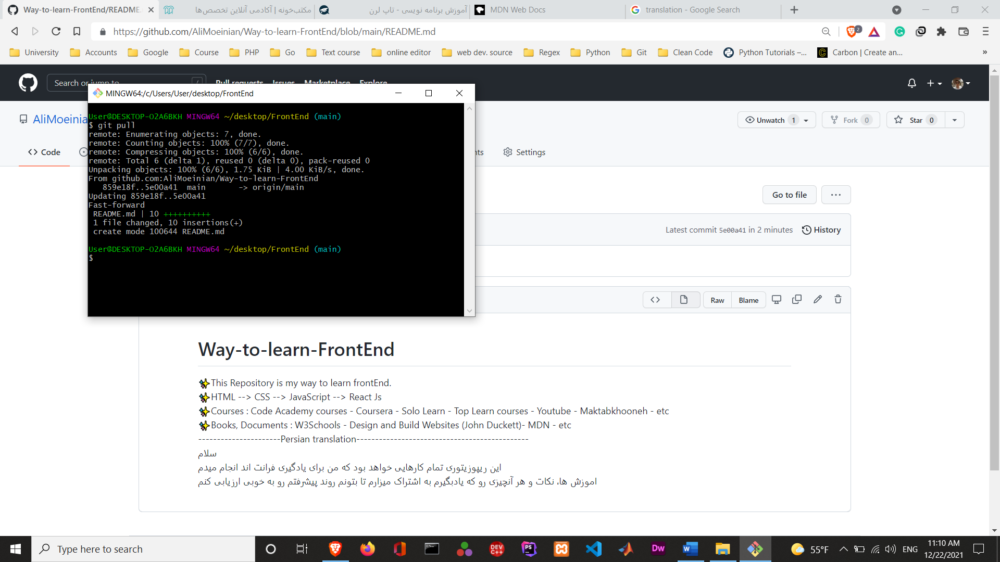 Way-to-learn-FrontEnd/README.
مکتب‌خونه | آکادمی آنلاین تخصص‌ها
آموزش برنامه نویسی - تاپ لرن
MDN Web Docs
translation - Google Search
https://github.com/AliMoeinian/Way-to-learn-FrontEnd/blob/main/README.md
2
University
Accounts
Google
Course
PHP
Go
Text course
online editor
web dev. source
Regex
Python
Git
Clean Code
Python Tutorials –...
Carbon | Create an...
»
Search or jump to
/
Pull requests
Issues
Marketplace
Explore
MINGW64:/c/Users/User/desktop/FrontEnd
AliMoeinia
Unwatch 1
Fork 0
Star 0
Code
nts
Settings
User@DESKTOP-O2A6BKH MINGW64 ~/desktop/FrontEnd (main)
$ git pull
remote: Enumerating objects: 7, done.
remote: Counting objects: 100% (7/7), done.
remote: Compressing objects: 100% (6/6), done.
remote: Total 6 (delta 1), reused 0 (delta 0), pack-reused 0
Unpacking objects: 100% (6/6), 1.75 KiB | 4.00 KiB/s, done.
From github.com:AliMoeinian/Way-to-learn-FrontEnd
859e18f..5e00a41 main -> origin/main
Updating 859e18f..5e00a41
Fast-forward
README.md | 10 ++++++++++
1 file changed, 10 insertions(+)
create mode 100644 README.md
User@DESKTOP-O2A6BKH MINGW64 ~/desktop/FrontEnd (main)
$
Go to file
...
Latest commit 5e00a41 in 2 minutes
History
Raw
Blame
Way-to-learn-FrontEnd
✨This Repository is my way to learn frontEnd.
✨HTML --> CSS --> JavaScript --> React Js
✨Courses : Code Academy courses - Coursera - Solo Learn - Top Learn courses - Youtube - Maktabkhooneh - etc
✨Books, Documents : W3Schools - Design and Build Websites (John Duckett)- MDN - etc
----------------------Persian translation----------------------------------------------
سلام
این ریپوزیتوری تمام کارهایی خواهد بود که من برای یادگیری فرانت اند انجام میدم
اموزش ها، نکات و هر آنچیزی رو که یادبگیرم به اشتراک میزارم تا بتونم روند پیشرفتم رو به خوبی ارزیابی کنم
Type here to search
DEV C++
PS
Dw
W
55°F
ENG
11:10 AM
12/22/2021